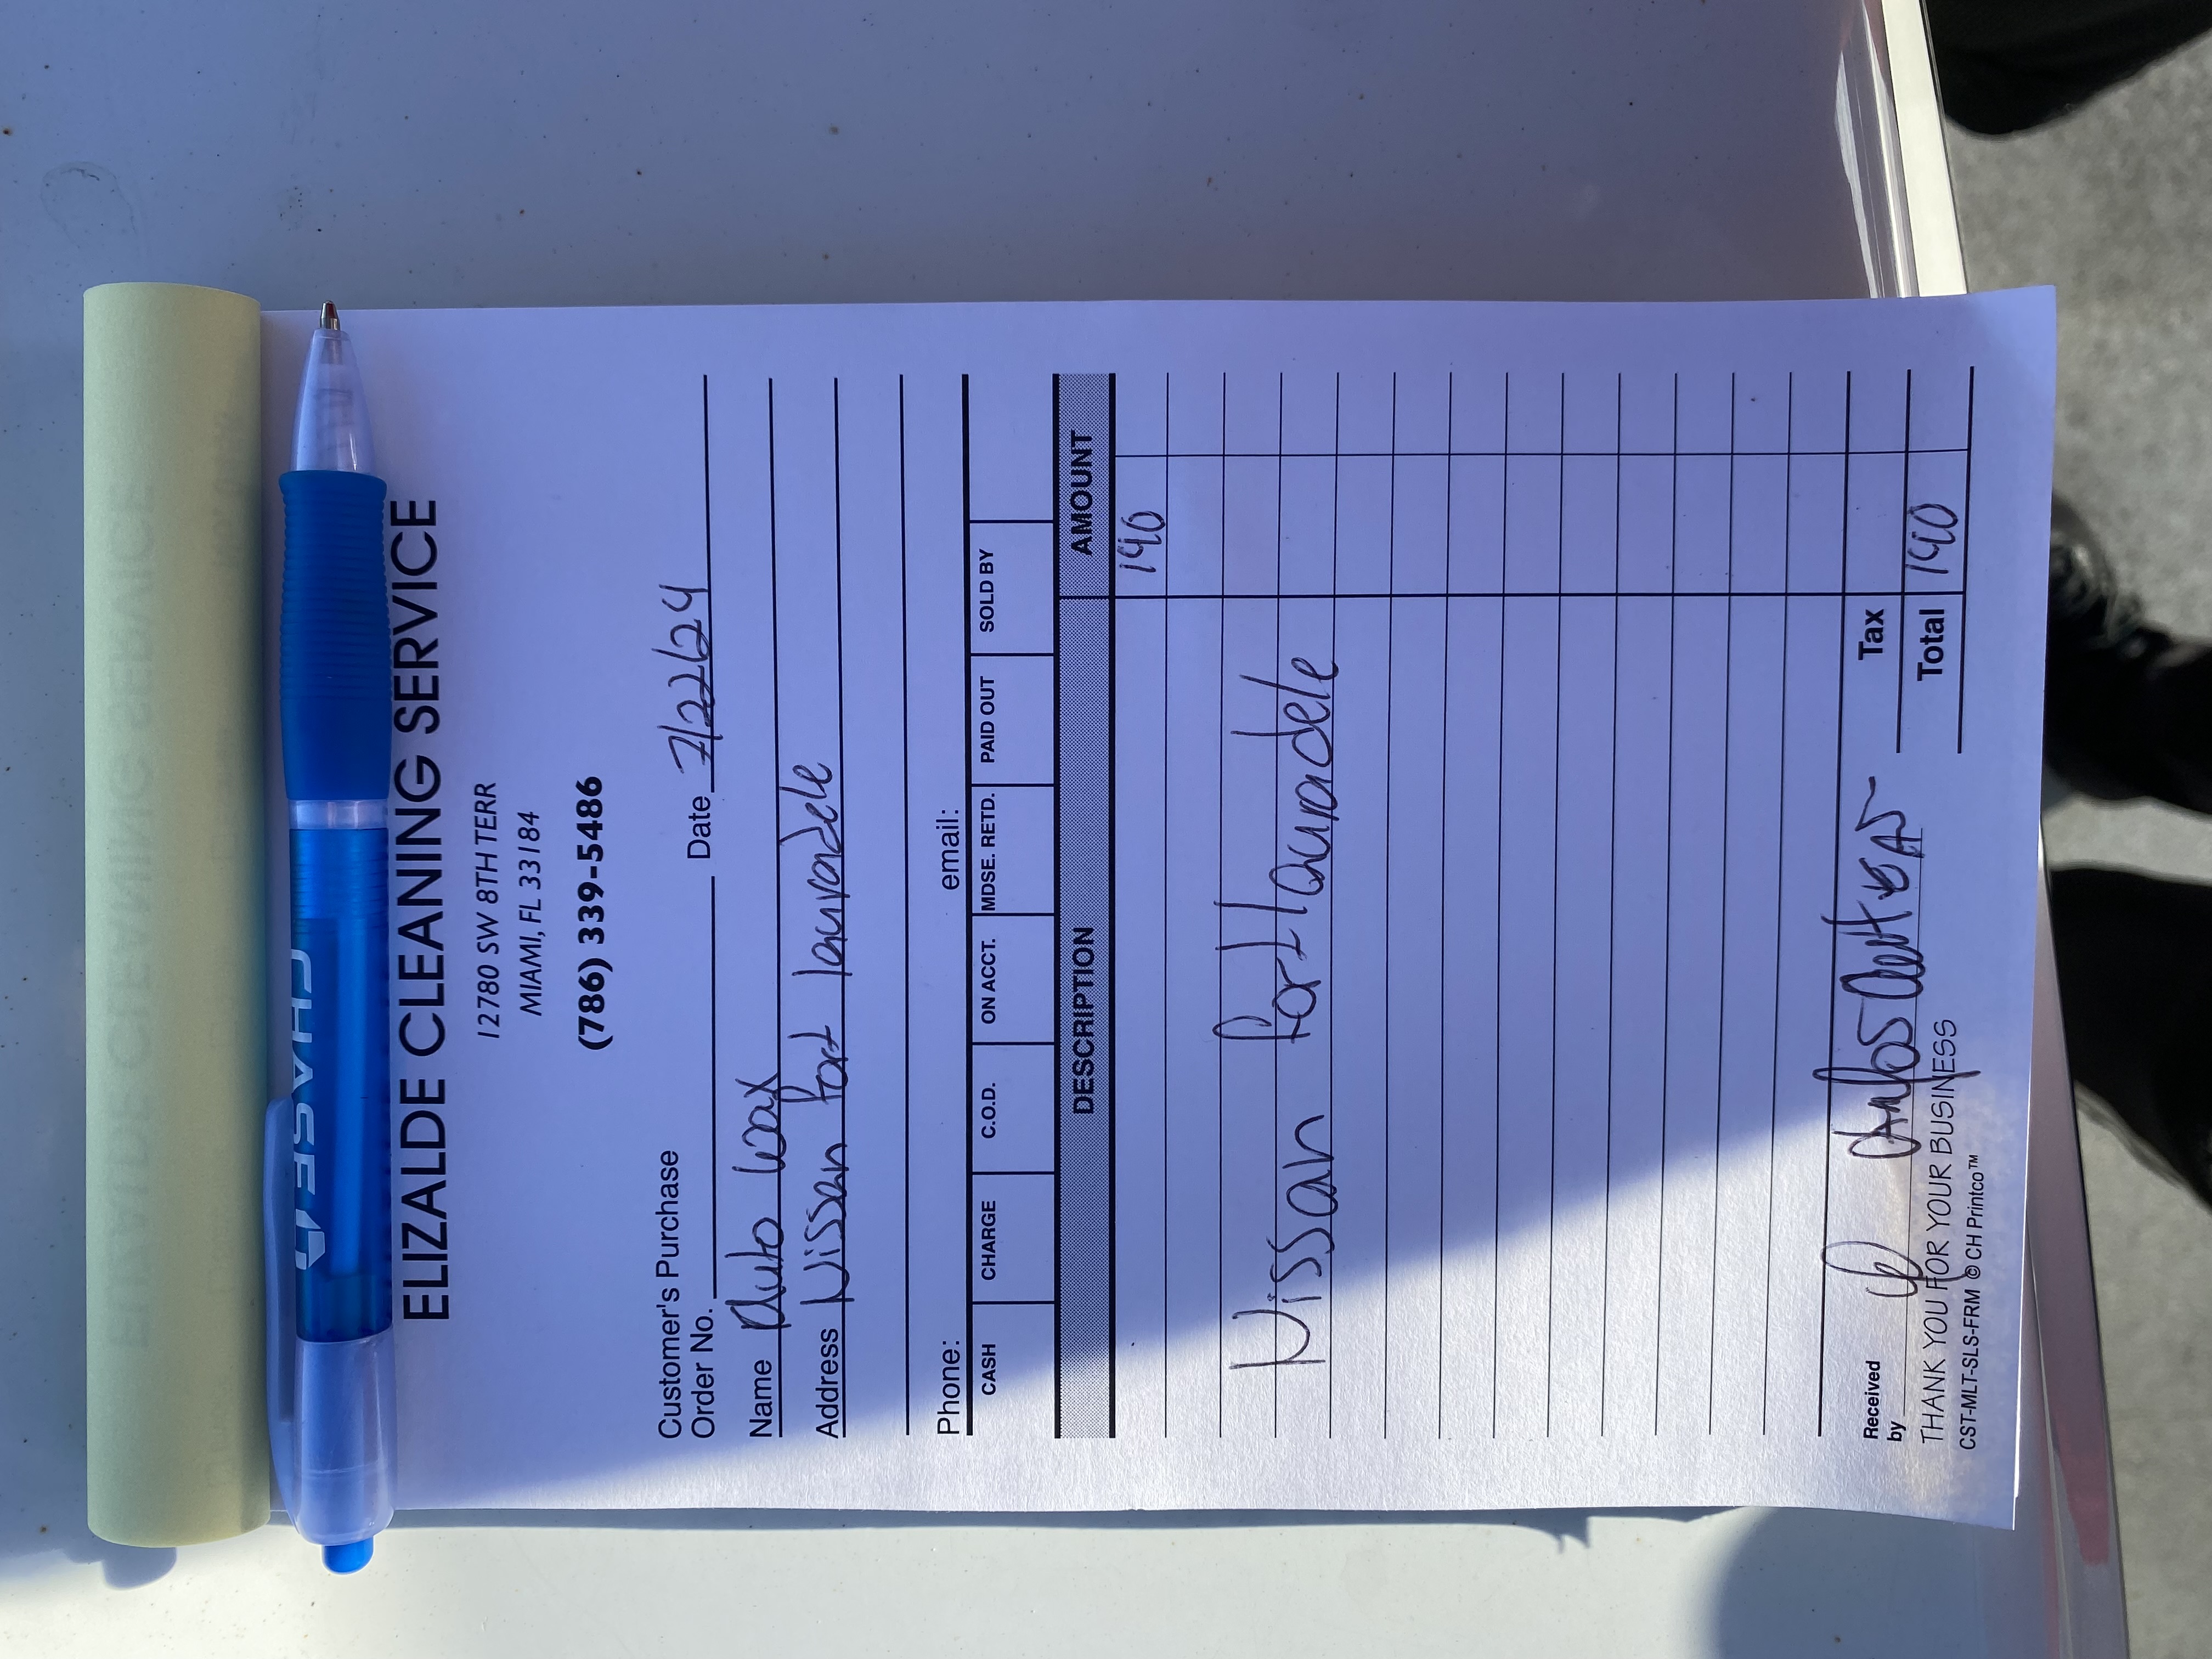 CHASE
ELIZALDE CLEANING SERVICE
12780 SW 8TH TERR
MIAMI, FL 33184
(786) 339-5486
Customer's Purchase
Order No. Date 7/22/24
Name Auto Wax
Address Nissan Fort lauradele
Phone: email:
CASH CHARGE C.O.D. ON ACCT. MDSE. RETD. PAID OUT SOLD BY
DESCRIPTION AMOUNT
140
Nissan Fort lauradele
Tax
Received
by Carlos
Total 140
THANK YOU FOR YOUR BUSINESS
CST-MLT-SLS-FRM © CH Printco™